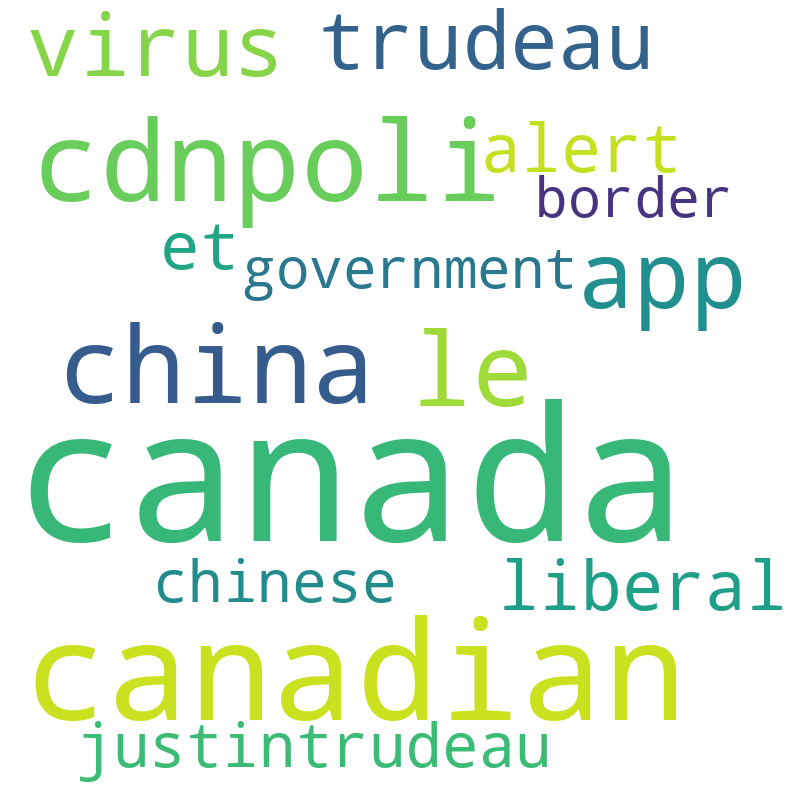 virus trudeau
cdnpoli alert
border
et government app
china le
canada
chinese liberal
canadian
justintrudeau